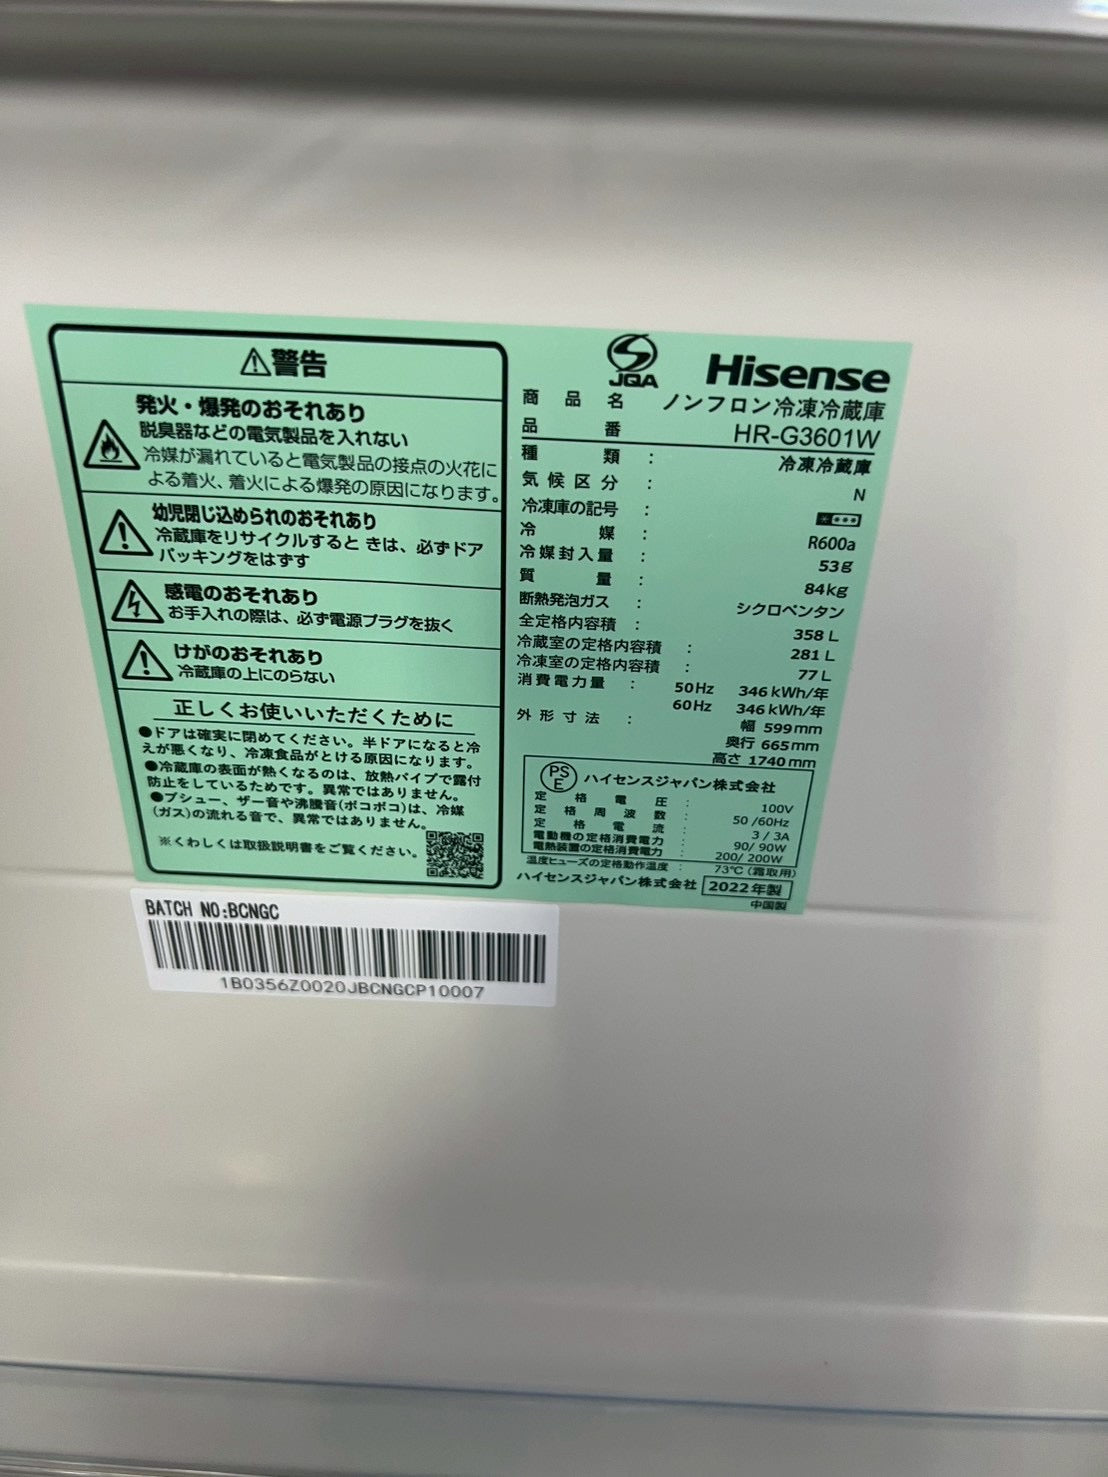 警告
発火・爆発のおそれあり
脱臭器などの電気製品を入れない
冷媒が漏れていると電気製品の接点の火花に
よる着火、着火による爆発の原因になります。
幼児閉じ込められのおそれあり
冷蔵庫をリサイクルすると きは、必ずドア
パッキングをはずす
感電のおそれあり
お手入れの際は、必ず電源プラグを抜く
けがのおそれあり
冷蔵庫の上にのらない
正しくお使いいただくために
●ドアは確実に閉めてください。半ドアになると冷
えが悪くなり、冷凍食品がとける原因になります。
●冷蔵庫の表面が熱くなるのは、放熱パイプで露付
防止をしているためです。異常ではありません。
●プシュー、ザー音や沸騰音(ボコボコ)は、冷媒
(ガス)の流れる音で、異常ではありません。
※くわしくは取扱説明書をご覧ください。
JQA
Hisense
商品名 ノンフロン冷凍冷蔵庫
品番 HR-G3601W
種類 : 冷凍冷蔵庫
気候区分 : N
冷凍庫の記号 :
冷媒 : R600a
冷媒封入量 : 53g
質量 : 84kg
断熱発泡ガス : シクロペンタン
全定格内容積 : 358 L
冷蔵室の定格内容積 : 281 L
冷凍室の定格内容積 : 77 L
消費電力量 : 50Hz 346 kWh/年
60Hz 346 kWh/年
外形寸法 : 幅 599mm
奥行 665mm
高さ 1740mm
PSE ハイセンスジャパン株式会社
定格電圧 : 100V
定格周波数 : 50/60Hz
定格電流 : 3/3A
電動機の定格消費電力 : 90/90W
電熱装置の定格消費電力 : 200/200W
温度ヒューズの定格動作温度 : 73℃(霜取用)
ハイセンスジャパン株式会社 2022年製
中国製
BATCH NO:BCNGC
1B0356Z0020JBCNGCP10007